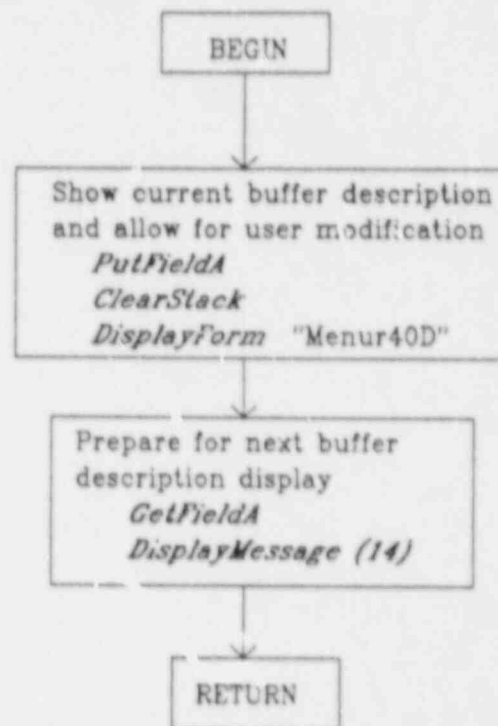 BEGIN
Show current buffer description
and allow for user modification
PutFieldA
ClearStack
DisplayForm "Menur40D"
Prepare for next buffer
description display
GetFieldA
DisplayMessage (14)
RETURN